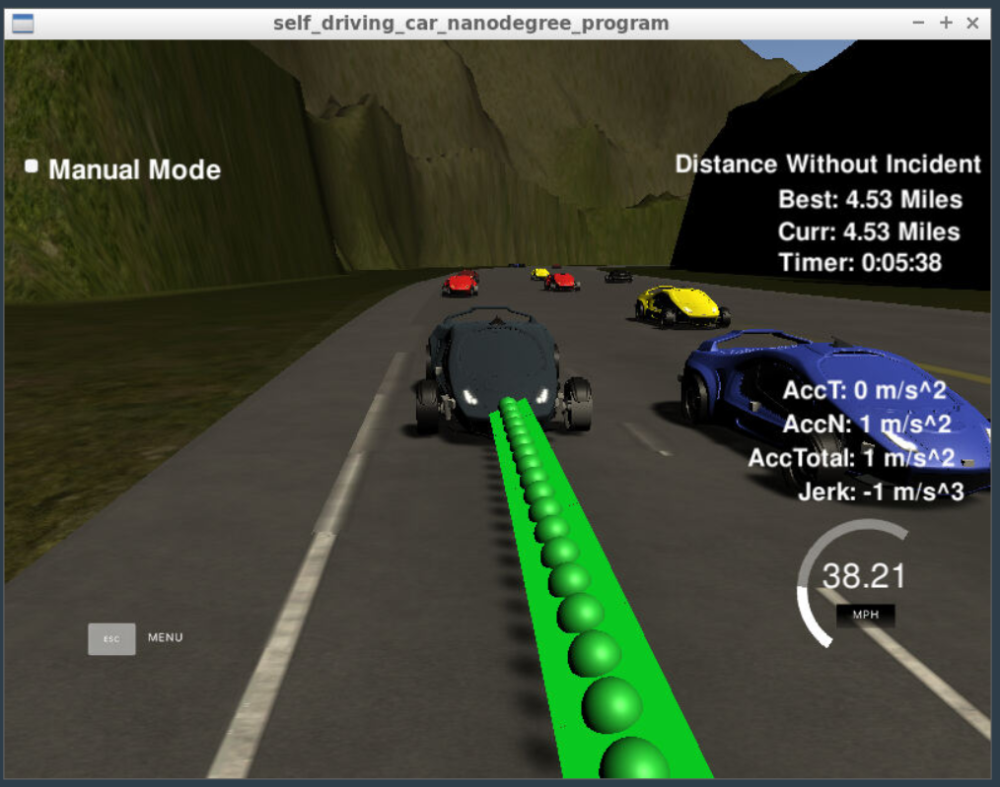 self_driving_car_nanodegree_program
Manual Mode
Distance Without Incident
Best: 4.53 Miles
Curr: 4.53 Miles
Timer: 0:05:38
AccT: 0 m/s^2
AccN: 1 m/s^2
AccTotal: 1 m/s^2
Jerk: -1 m/s^3
38.21
MPH
ESC MENU